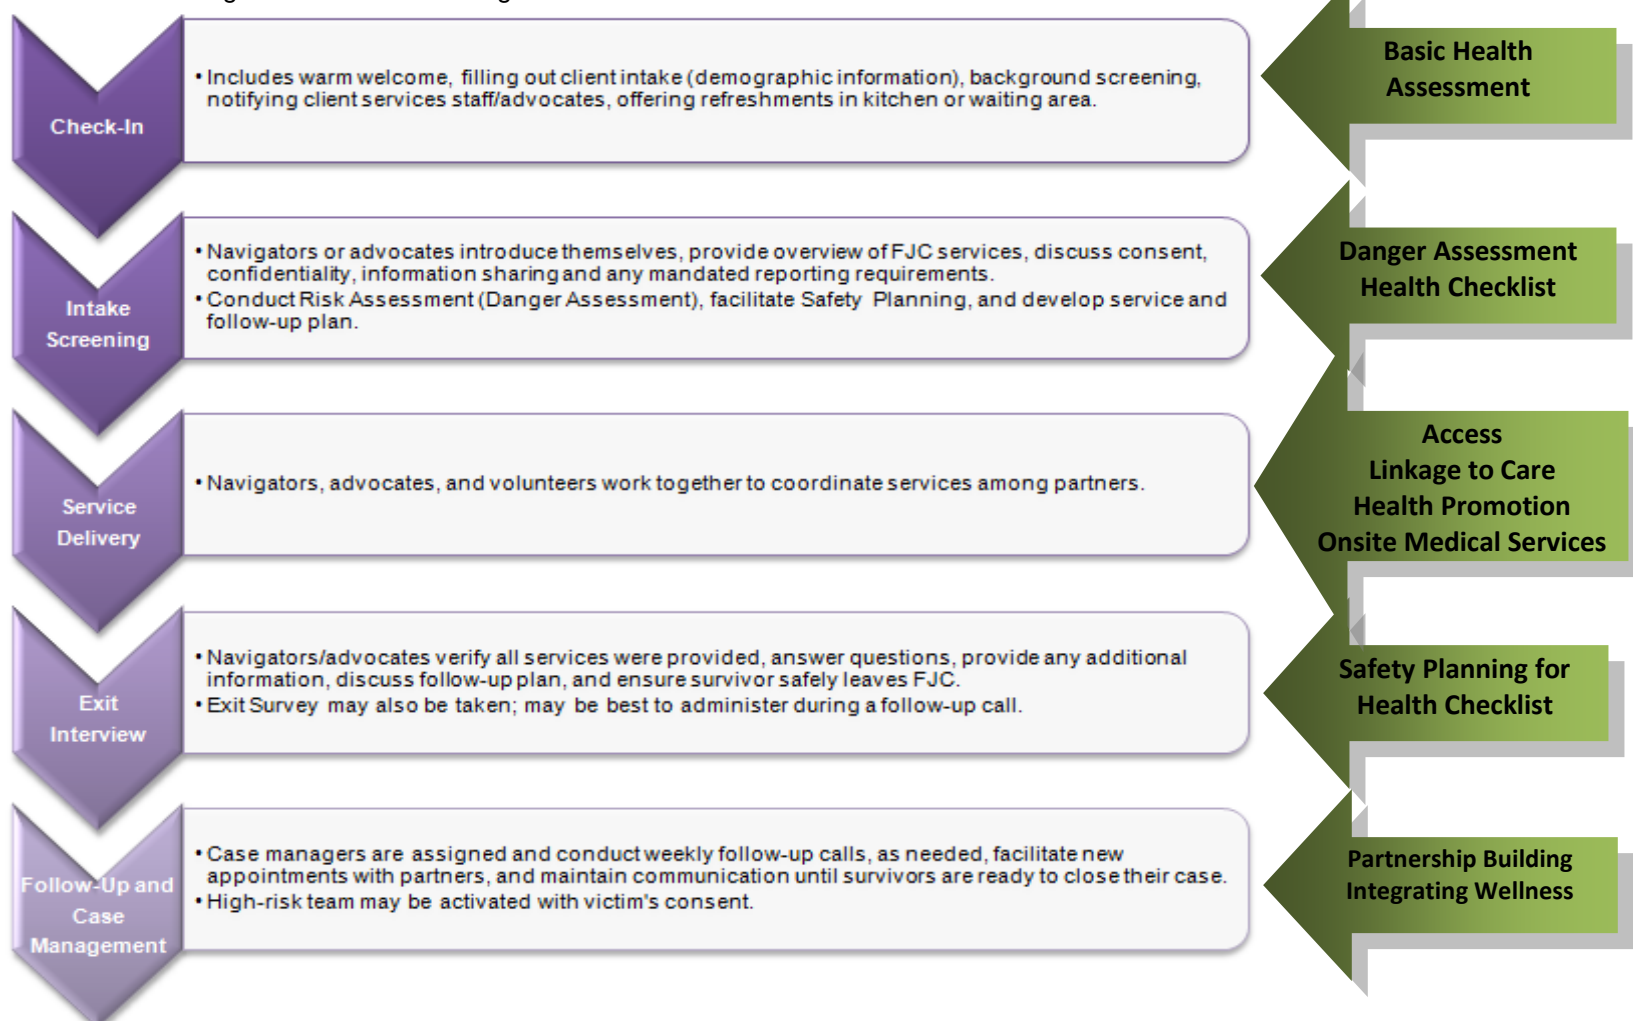 Check-In
• Includes warm welcome, filling out client intake (demographic information), background screening,
notifying client services staff/advocates, offering refreshments in kitchen or waiting area.
Basic Health
Assessment
Intake
Screening
• Navigators or advocates introduce themselves, provide overview of FJC services, discuss consent,
confidentiality, information sharing and any mandated reporting requirements.
• Conduct Risk Assessment (Danger Assessment), facilitate Safety Planning, and develop service and
follow-up plan.
Danger Assessment
Health Checklist
Service
Delivery
• Navigators, advocates, and volunteers work together to coordinate services among partners.
Access
Linkage to Care
Health Promotion
Onsite Medical Services
Exit
Interview
• Navigators/advocates verify all services were provided, answer questions, provide any additional
information, discuss follow-up plan, and ensure survivor safely leaves FJC.
• Exit Survey may also be taken; may be best to administer during a follow-up call.
Safety Planning for
Health Checklist
Follow-Up and
Case
Management
• Case managers are assigned and conduct weekly follow-up calls, as needed, facilitate new
appointments with partners, and maintain communication until survivors are ready to close their case.
• High-risk team may be activated with victim's consent.
Partnership Building
Integrating Wellness